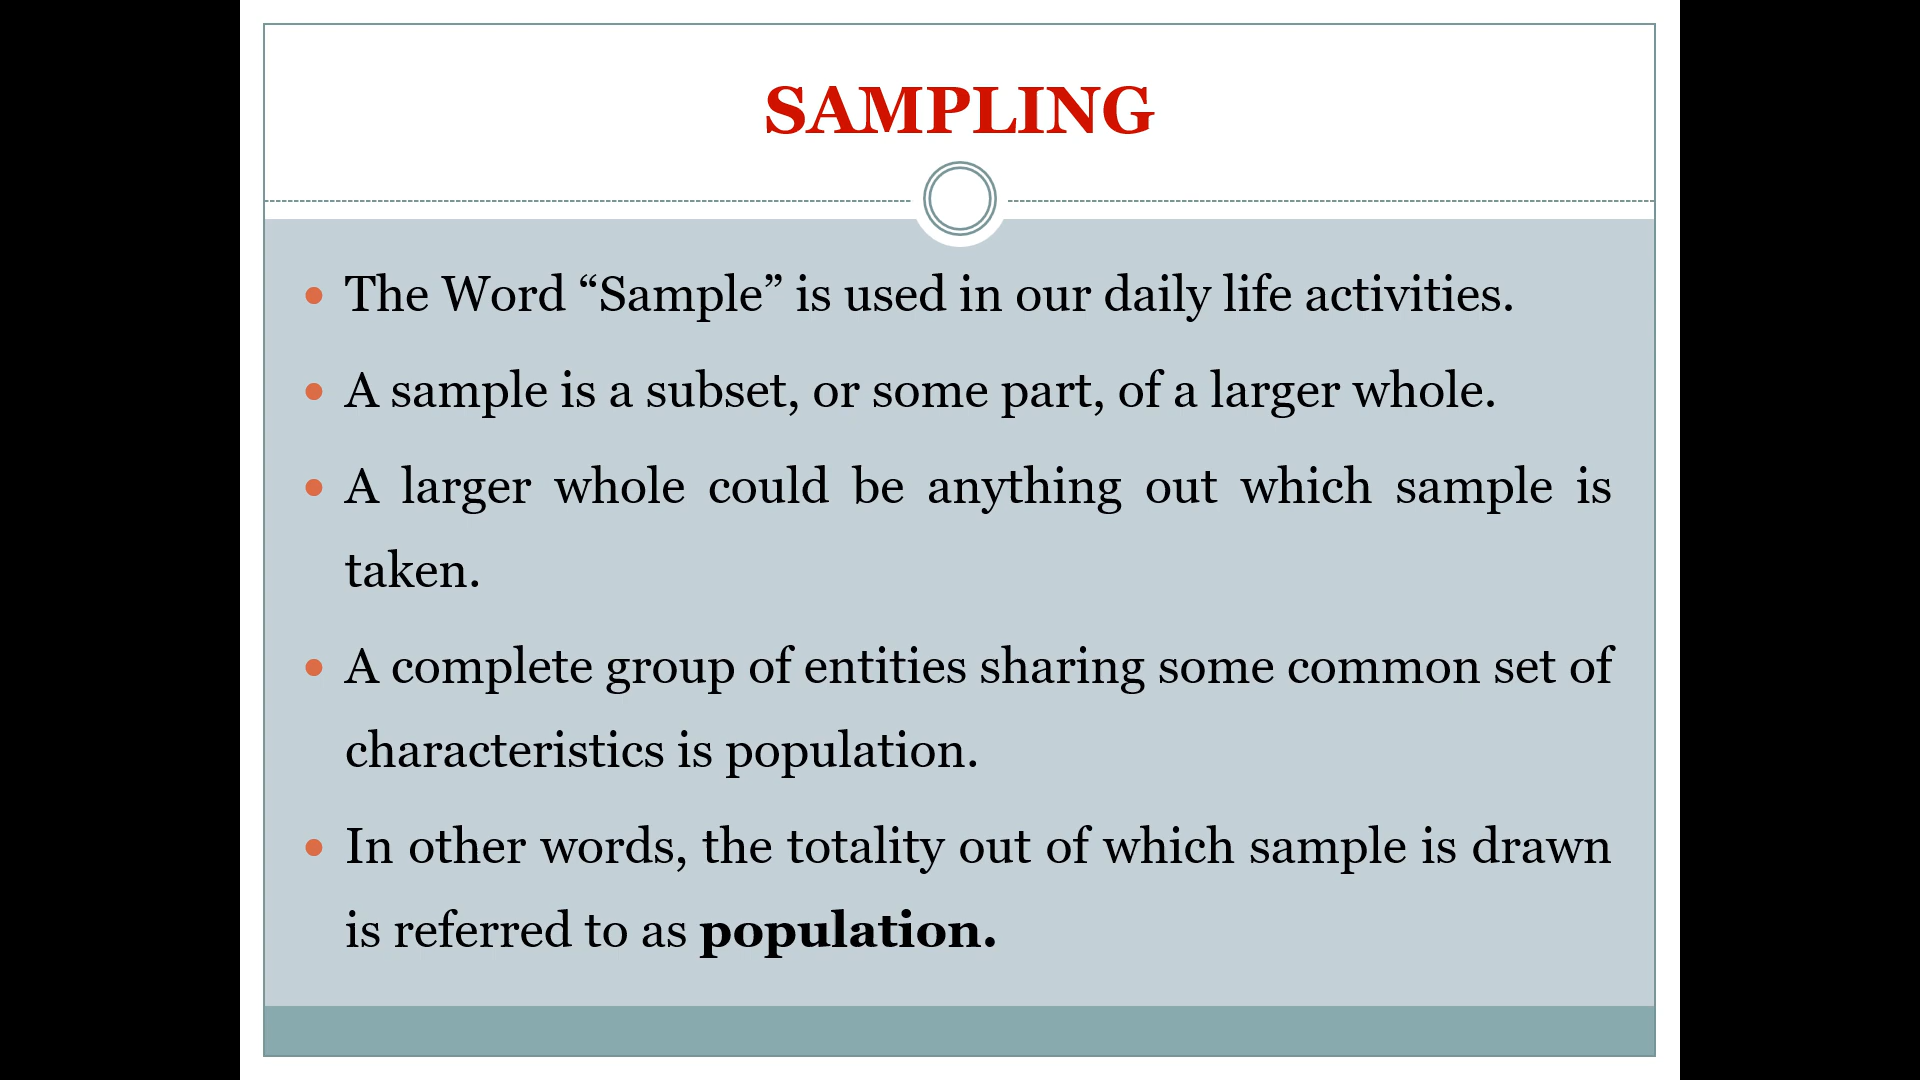 SAMPLING
• The Word “Sample” is used in our daily life activities.
• A sample is a subset, or some part, of a larger whole.
• A larger whole could be anything out which sample is
taken.
• A complete group of entities sharing some common set of
characteristics is population.
• In other words, the totality out of which sample is drawn
is referred to as population.